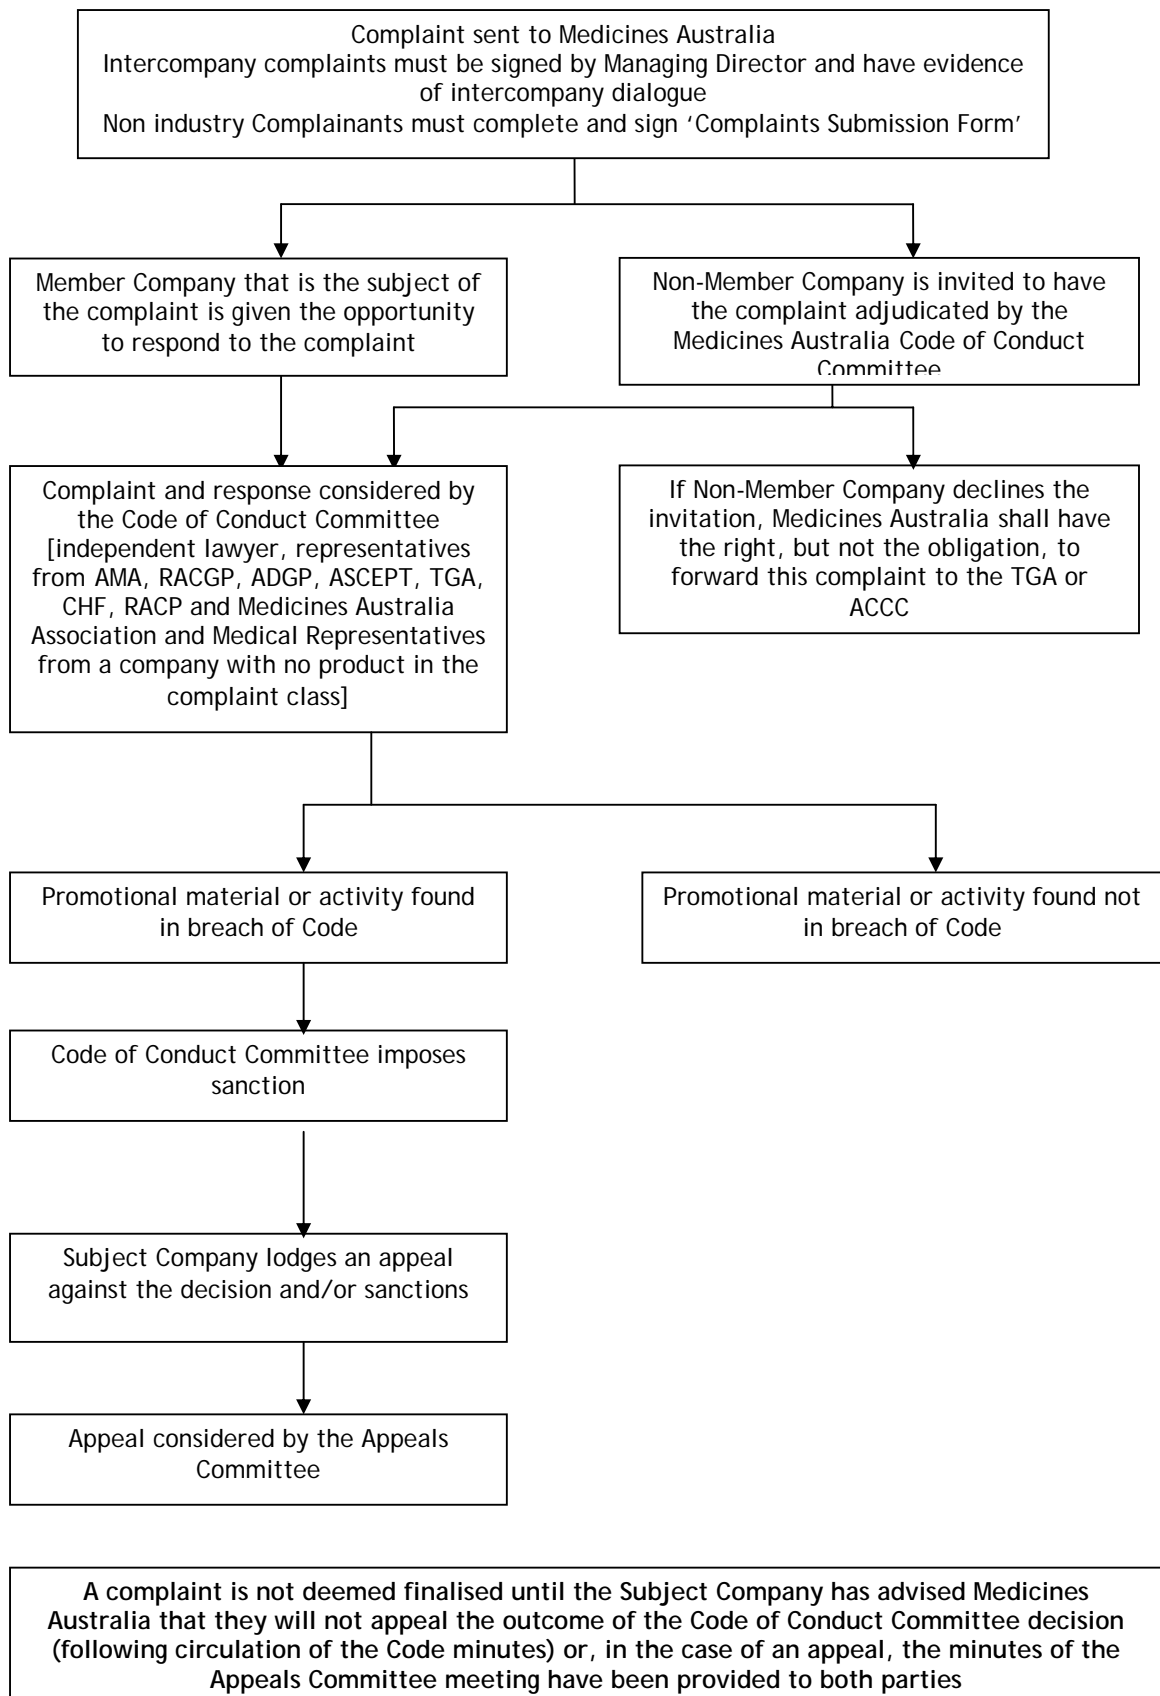 Complaint sent to Medicines Australia
Intercompany complaints must be signed by Managing Director and have evidence
of intercompany dialogue
Non industry Complainants must complete and sign ‘Complaints Submission Form’
Member Company that is the subject of
the complaint is given the opportunity
to respond to the complaint
Non-Member Company is invited to have
the complaint adjudicated by the
Medicines Australia Code of Conduct
Committee
Complaint and response considered by
the Code of Conduct Committee
[independent lawyer, representatives
from AMA, RACGP, ADGP, ASCEPT, TGA,
CHF, RACP and Medicines Australia
Association and Medical Representatives
from a company with no product in the
complaint class]
If Non-Member Company declines the
invitation, Medicines Australia shall have
the right, but not the obligation, to
forward this complaint to the TGA or
ACCC
Promotional material or activity found
in breach of Code
Promotional material or activity found not
in breach of Code
Code of Conduct Committee imposes
sanction
Subject Company lodges an appeal
against the decision and/or sanctions
Appeal considered by the Appeals
Committee
A complaint is not deemed finalised until the Subject Company has advised Medicines
Australia that they will not appeal the outcome of the Code of Conduct Committee decision
(following circulation of the Code minutes) or, in the case of an appeal, the minutes of the
Appeals Committee meeting have been provided to both parties